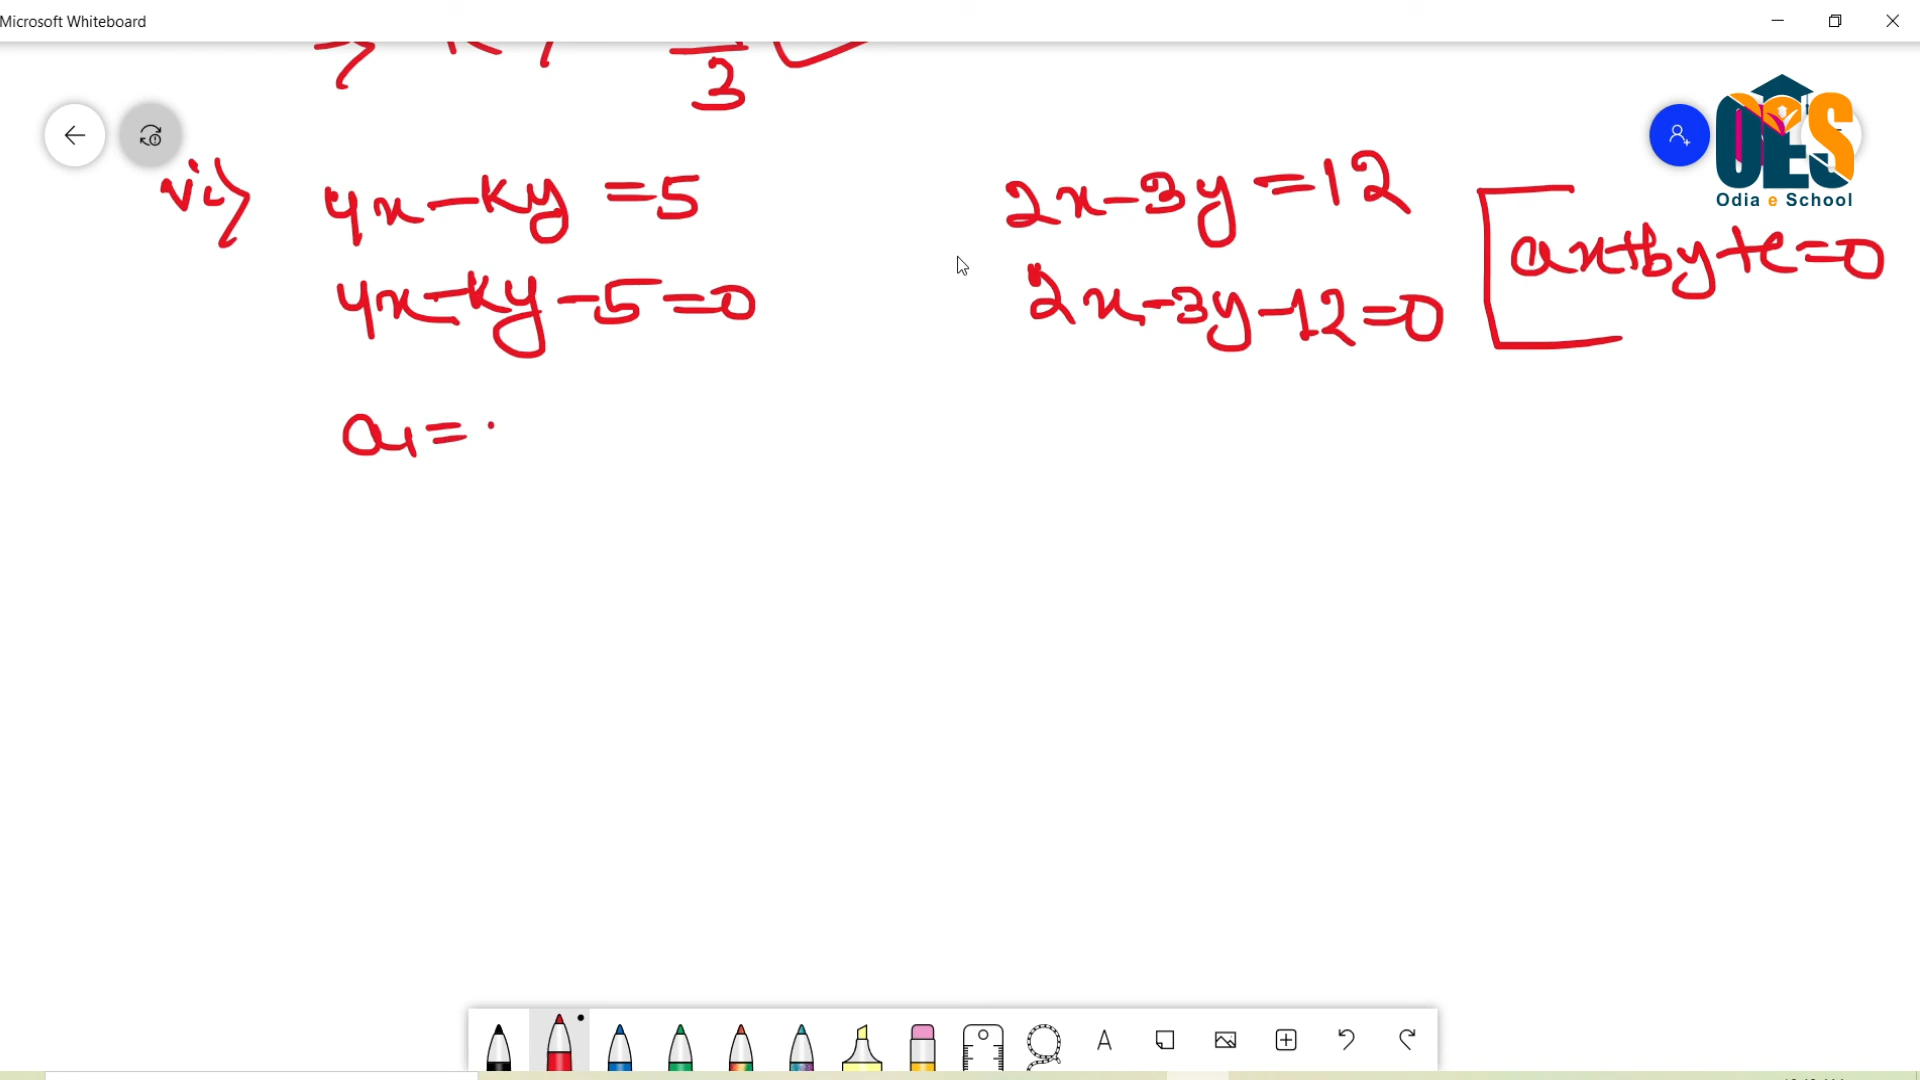 Microsoft Whiteboard
3
vi) 4x-ky=5 2x-3y=12
4x-ky-5=0 2x-3y-12=0
ax+by+c=0
a1=
OES
Odia e School
A